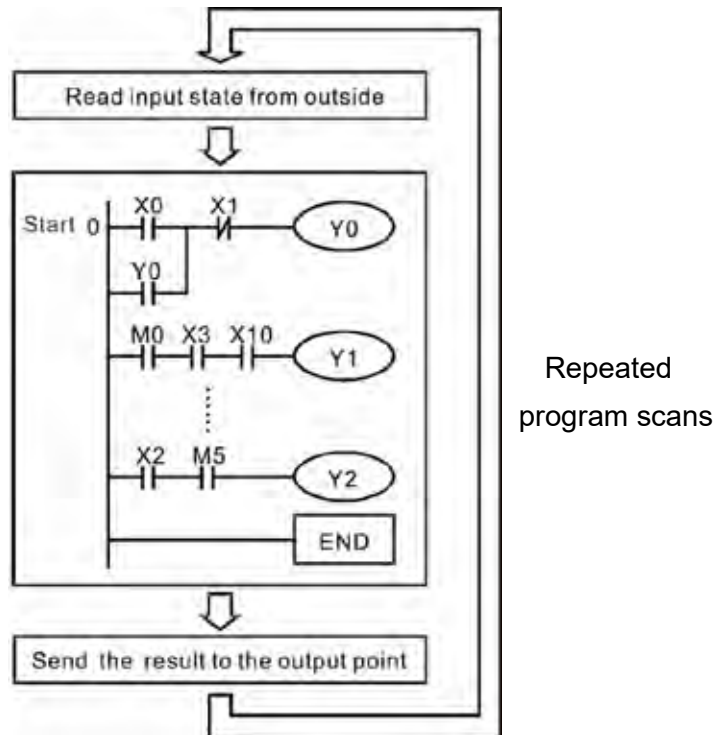 Read input state from outside
X0 X1
Start 0 Y0
Y0
M0 X3 X10
Y1
X2 M5
Y2
END
Send the result to the output point
Repeated
program scans